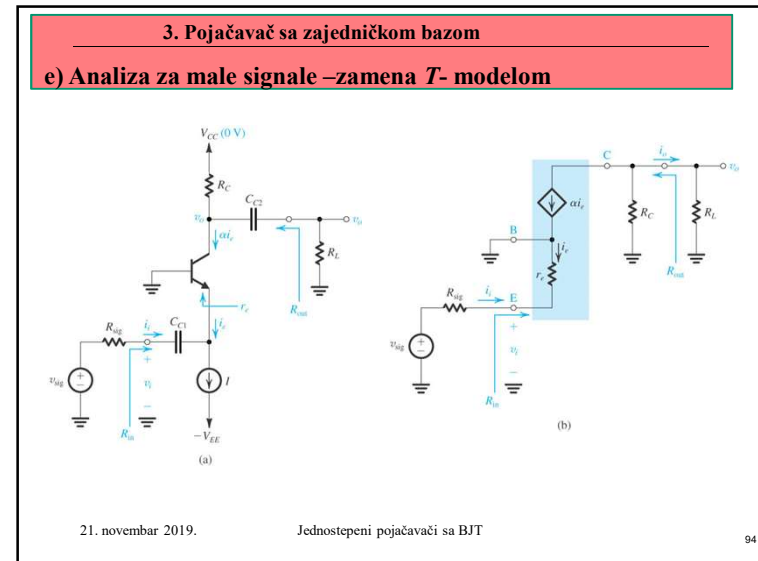 3. Pojačavač sa zajedničkom bazom
e) Analiza za male signale –zamena T- modelom
V_CC (0 V)
R_C
C_C2
v_o
v_o
αi_e
R_L
r_e
R_out
R_sig
i_i
C_C1
i_e
v_sig
+
−
+
v_i
−
I
R_in
−V_EE
(a)
C
i_o
v_o
αi_e
R_C
R_L
B
i_e
r_e
R_out
R_sig
i_i
E
v_sig
+
−
+
v_i
−
R_in
(b)
21. novembar 2019.
Jednostepeni pojačavači sa BJT
94